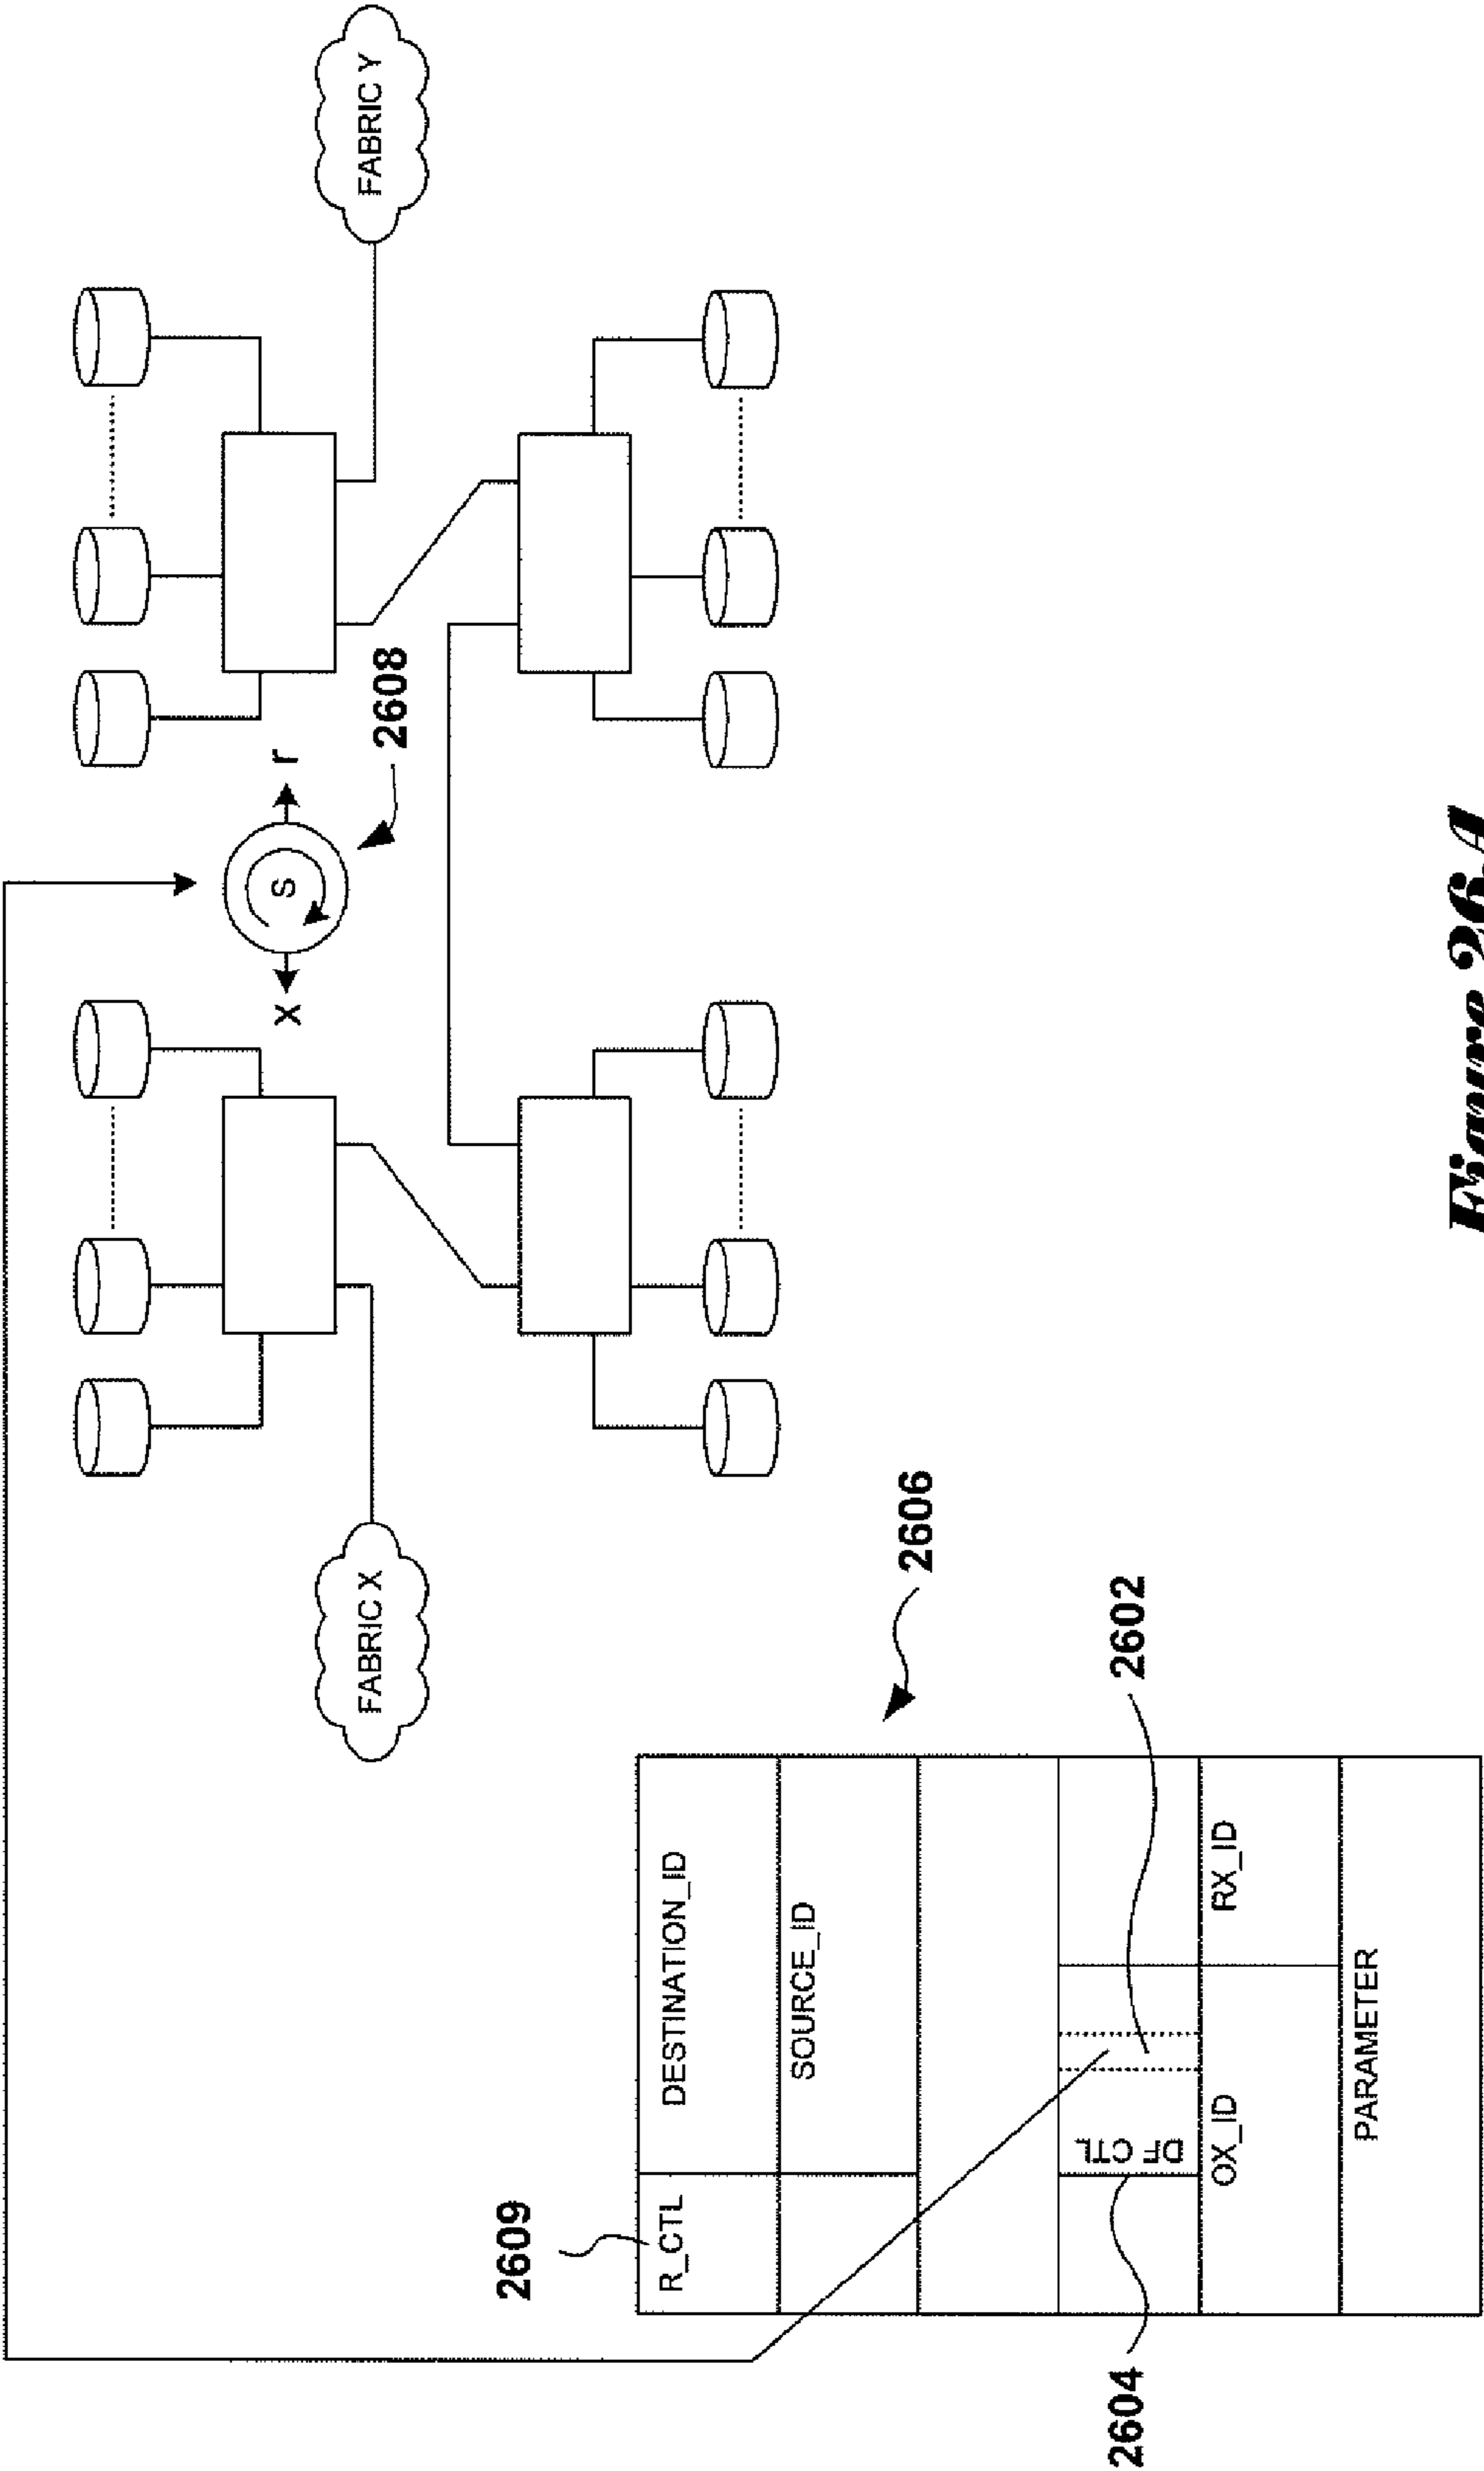 FABRIC X
FABRIC Y
X
S
r
2608
2609
2606
R_CTL
DESTINATION_ID
SOURCE_ID
2602
2604
DF CTL
OX_ID
RX_ID
PARAMETER
Figure 26A